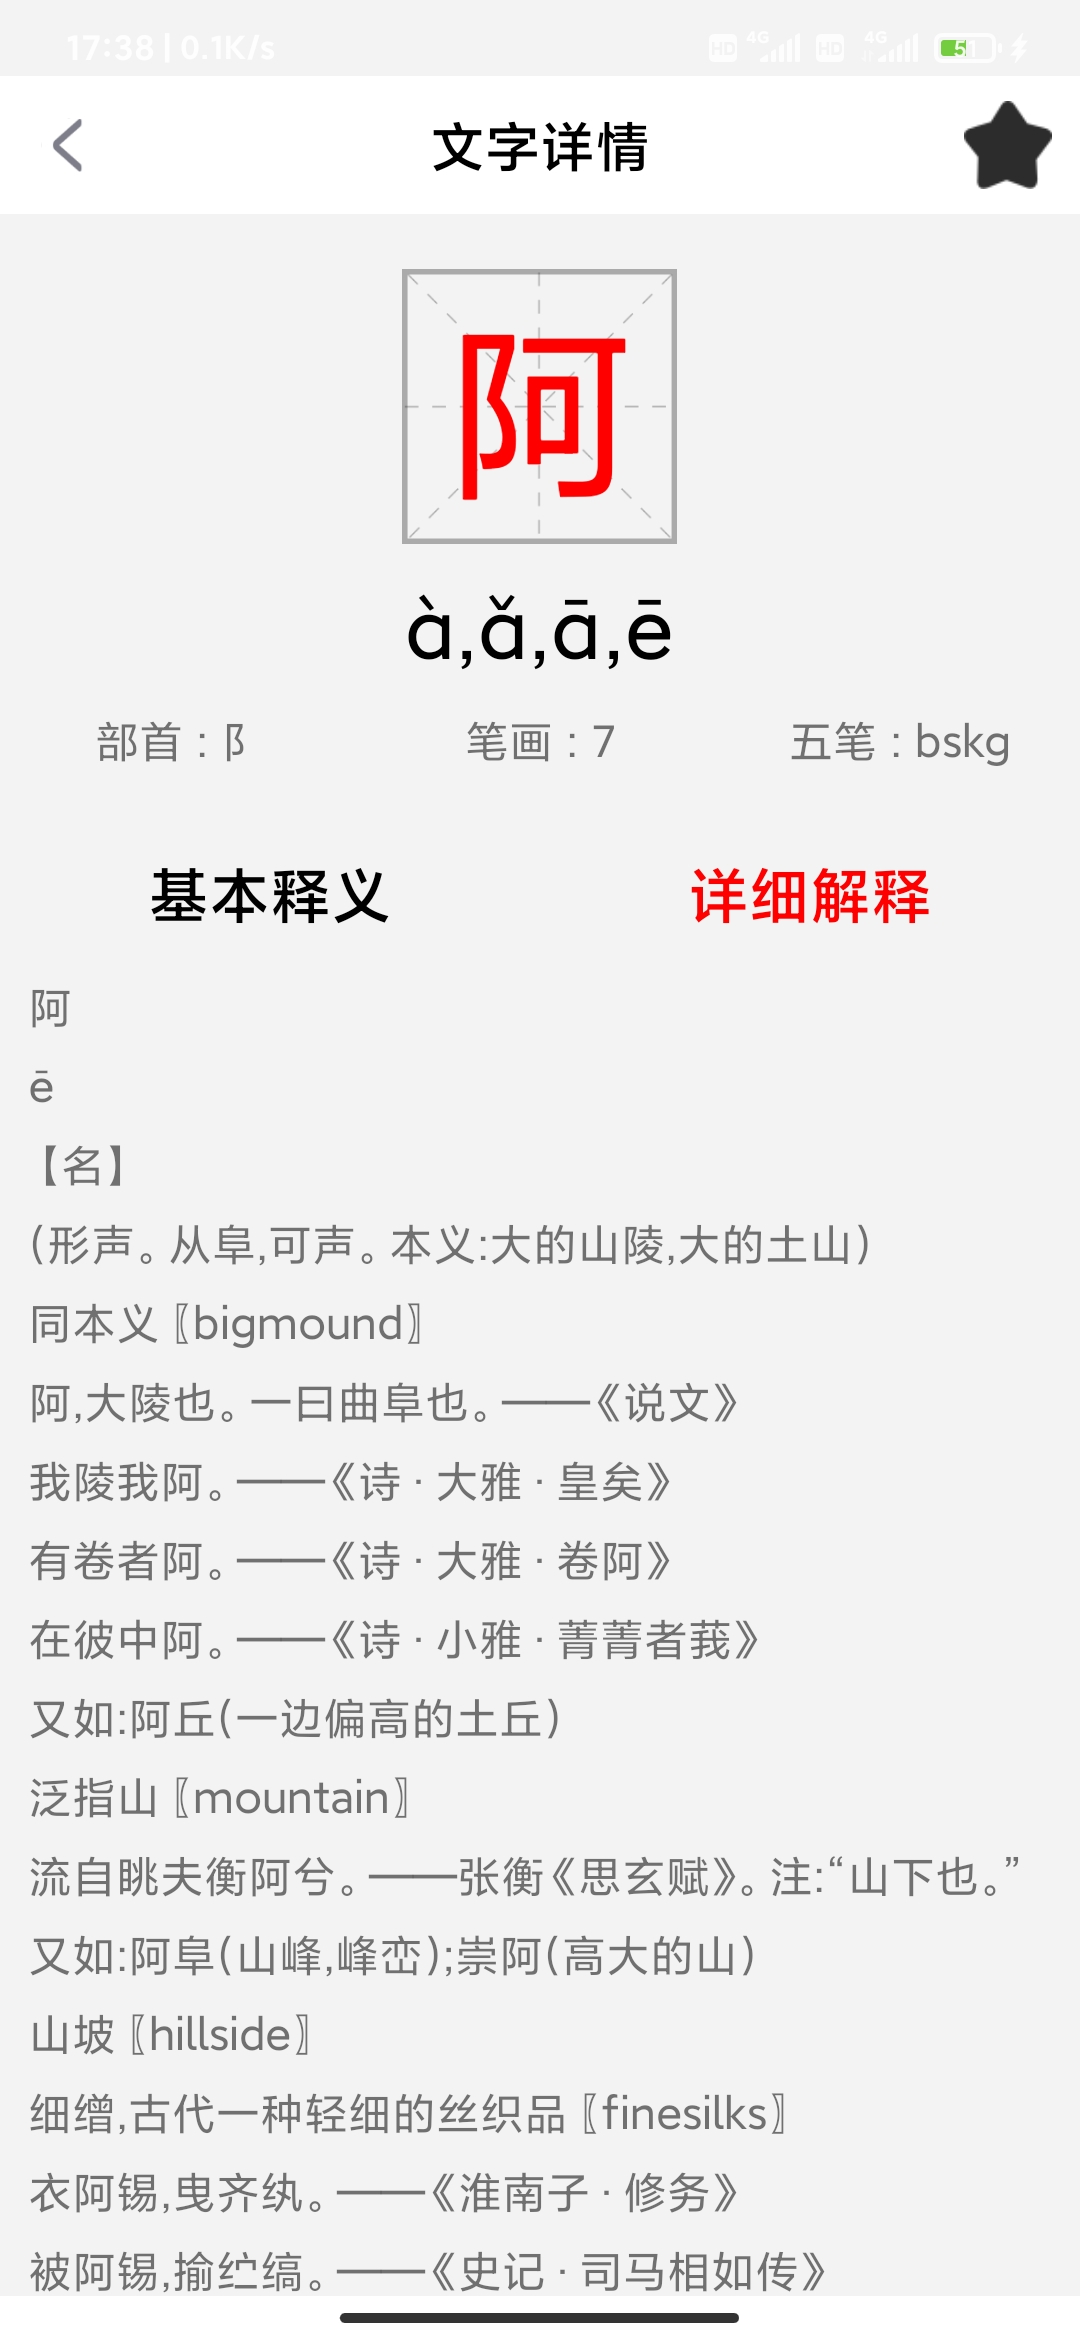 17:38 | 0.1K/s HD 4G HD 4G 51
文字详情
阿
à,ǎ,ā,ē
部首 : 阝 笔画 : 7 五笔 : bskg
基本释义 详细解释
阿
ē
【名】
(形声。从阜,可声。本义:大的山陵,大的土山)
同本义〖bigmound〗
阿,大陵也。一曰曲阜也。——《说文》
我陵我阿。——《诗·大雅·皇矣》
有卷者阿。——《诗·大雅·卷阿》
在彼中阿。——《诗·小雅·菁菁者莪》
又如:阿丘(一边偏高的土丘)
泛指山〖mountain〗
流自眺夫衡阿兮。——张衡《思玄赋》。注:“山下也。”
又如:阿阜(山峰,峰峦);崇阿(高大的山)
山坡〖hillside〗
细缯,古代一种轻细的丝织品〖finesilks〗
衣阿锡,曳齐纨。——《淮南子·修务》
被阿锡,揄纻缟。——《史记·司马相如传》